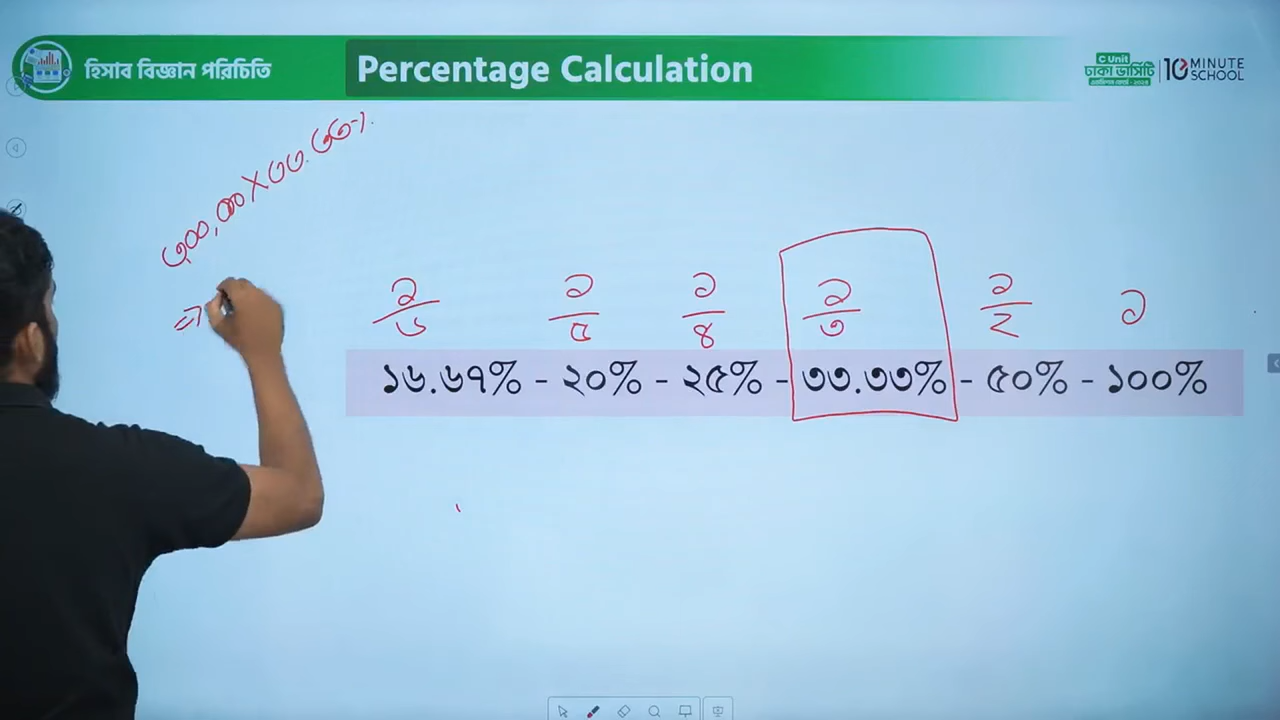 হিসাব বিজ্ঞান পরিচিতি
Percentage Calculation
C Unit
ঢাকা ভার্সিটি
10 MINUTE SCHOOL
৩০০,০০০ × ৩৩.৩৩%
⇒
১/৬ ১/৫ ১/৪ ১/৩ ১/২ ১
১৬.৬৭% - ২০% - ২৫% - ৩৩.৩৩% - ৫০% - ১০০%